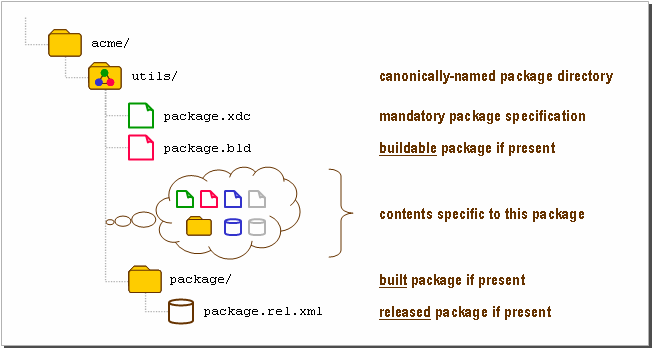 acme/
utils/ canonically-named package directory
package.xdc mandatory package specification
package.bld buildable package if present
contents specific to this package
package/ built package if present
package.rel.xml released package if present